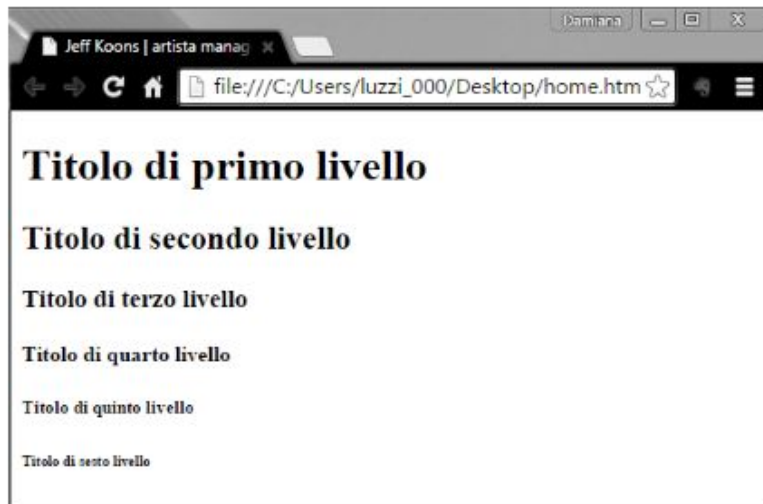 Damiana
Jeff Koons | artista manag
file:///C:/Users/luzzi_000/Desktop/home.htm
Titolo di primo livello
Titolo di secondo livello
Titolo di terzo livello
Titolo di quarto livello
Titolo di quinto livello
Titolo di sesto livello